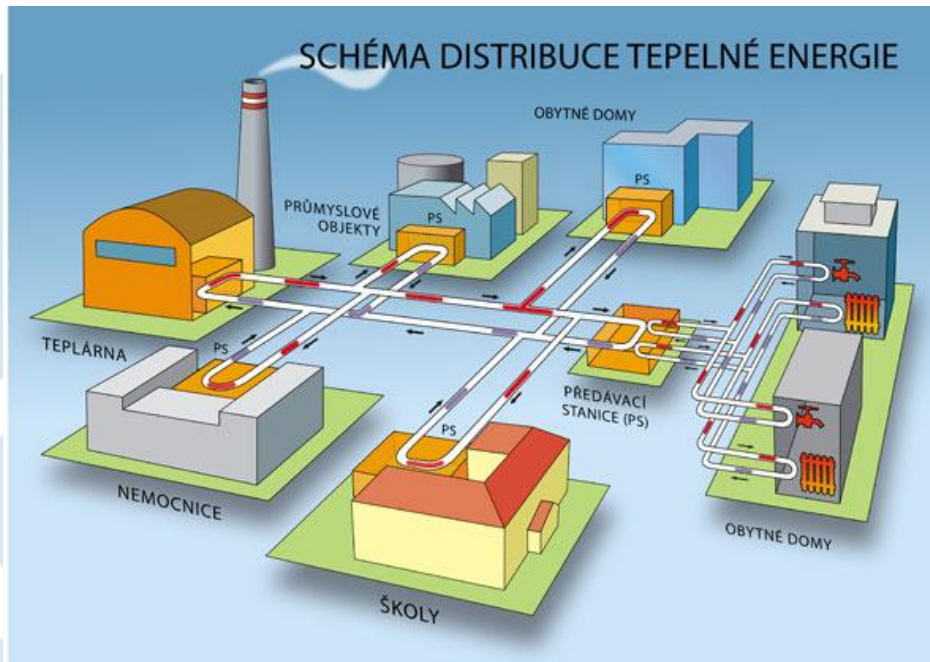 SCHÉMA DISTRIBUCE TEPELNÉ ENERGIE
OBYTNÉ DOMY
PS
PRŮMYSLOVÉ
OBJEKTY
PS
TEPLÁRNA
PS
NEMOCNICE
PS
ŠKOLY
PŘEDÁVACÍ
STANICE (PS)
OBYTNÉ DOMY